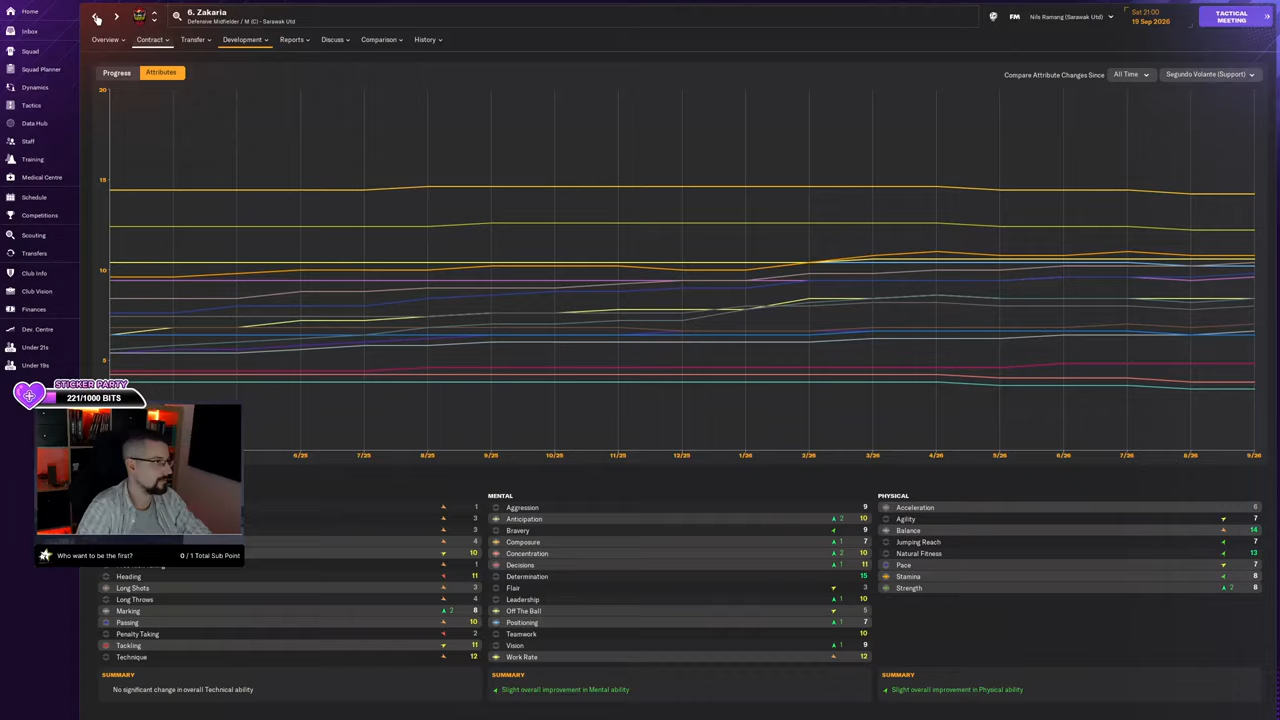 Home
Inbox
Squad
Squad Planner
Dynamics
Tactics
Data Hub
Staff
Training
Medical Centre
Schedule
Competitions
Scouting
Transfers
Club Info
Club Vision
Finances
Dev. Centre
Under 21s
Under 19s
6. Zakaria
Defensive Midfielder / M (C) - Sarawak Utd
FM
Nils Ramang (Sarawak Utd)
Sat 21:00
19 Sep 2026
TACTICAL
MEETING
Overview
Contract
Transfer
Development
Reports
Discuss
Comparison
History
Progress
Attributes
Compare Attribute Changes Since
All Time
Segundo Volante (Support)
20
15
10
5
6/25 7/25 8/25 9/25 10/25 11/25 12/25 1/26 2/26 3/26 4/26 5/26 6/26 7/26 8/26 9/26
STICKER PARTY
221/1000 BITS
Who want to be the first? 0 / 1 Total Sub Point
1
3
3
4
10
1
Heading 11
Long Shots 3
Long Throws 4
Marking 2 8
Passing 10
Penalty Taking 2
Tackling 11
Technique 12
SUMMARY
No significant change in overall Technical ability
MENTAL
Aggression 9
Anticipation 2 10
Bravery 9
Composure 1 7
Concentration 2 10
Decisions 1 11
Determination 15
Flair 3
Leadership 1 10
Off The Ball 5
Positioning 1 7
Teamwork 10
Vision 1 9
Work Rate 12
SUMMARY
Slight overall improvement in Mental ability
PHYSICAL
Acceleration 6
Agility 7
Balance 14
Jumping Reach 7
Natural Fitness 13
Pace 7
Stamina 8
Strength 2 8
SUMMARY
Slight overall improvement in Physical ability